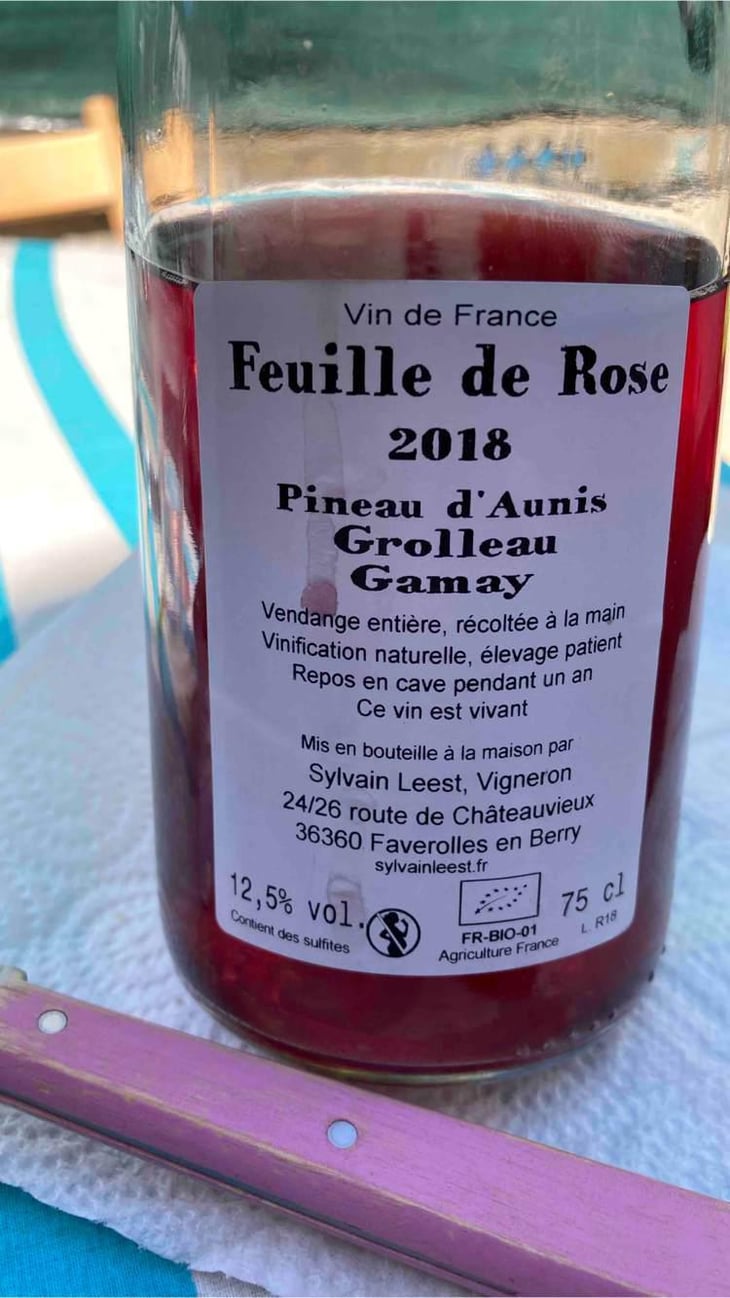 Vin de France
Feuille de Rose
2018
Pineau d'Aunis
Grolleau
Gamay
Vendange entière, récoltée à la main
Vinification naturelle, élevage patient
Repos en cave pendant un an
Ce vin est vivant
Mis en bouteille à la maison par
Sylvain Leest, Vigneron
24/26 route de Châteauvieux
36360 Faverolles en Berry
sylvainleest.fr
12,5% vol.
Contient des sulfites
FR-BIO-01
Agriculture France
75 cl
L. R18